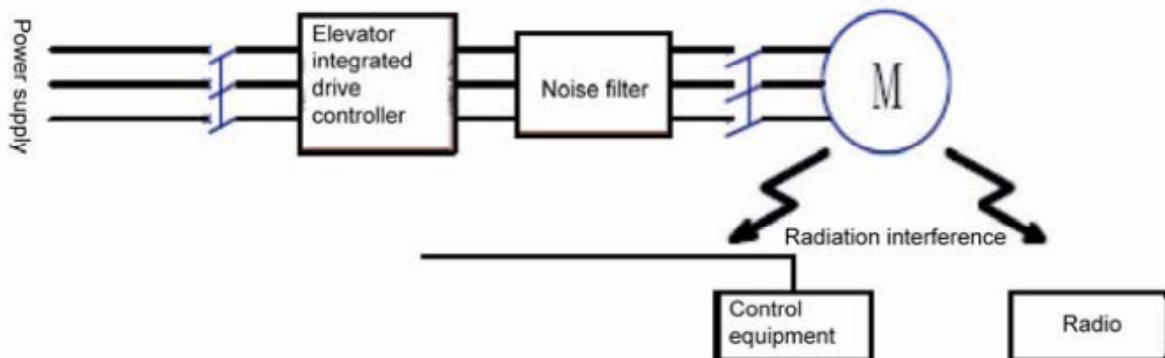 Power supply
Elevator
integrated
drive
controller
Noise filter
M
Radiation interference
Control
equipment
Radio